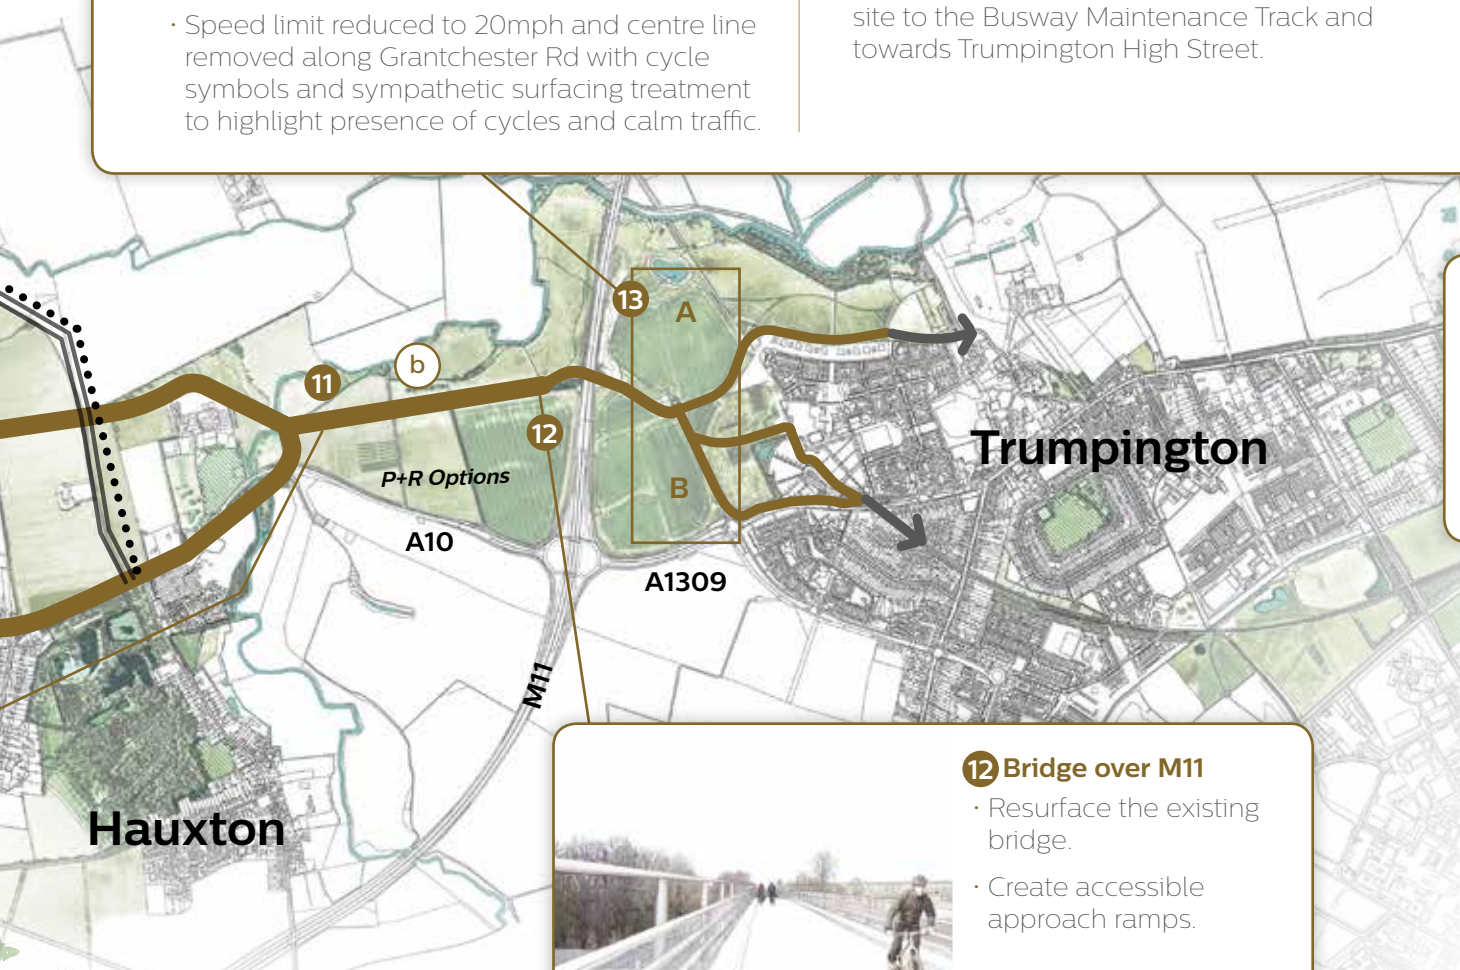 · Speed limit reduced to 20mph and centre line
removed along Grantchester Rd with cycle
symbols and sympathetic surfacing treatment
to highlight presence of cycles and calm traffic.
site to the Busway Maintenance Track and
towards Trumpington High Street.
13
A
11
b
12
P+R Options
B
Trumpington
A10
A1309
M11
Hauxton
12 Bridge over M11
· Resurface the existing
bridge.
· Create accessible
approach ramps.